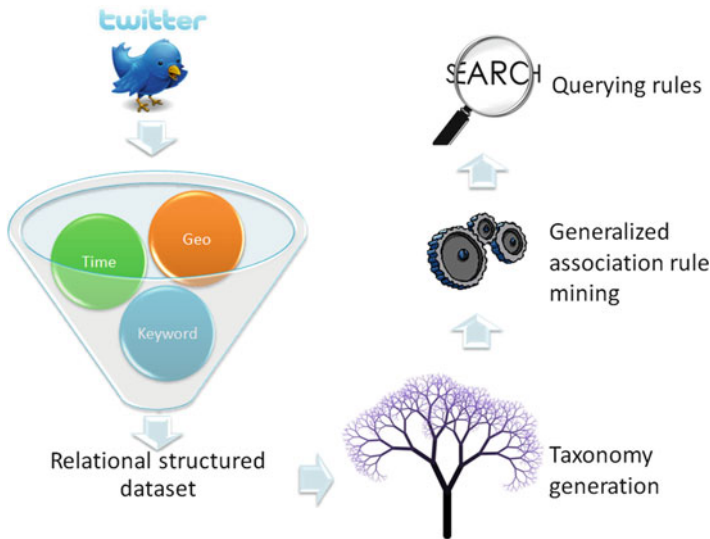 twitter
Time
Geo
Keyword
Relational structured
dataset
Taxonomy
generation
Generalized
association rule
mining
SEARCH
Querying rules